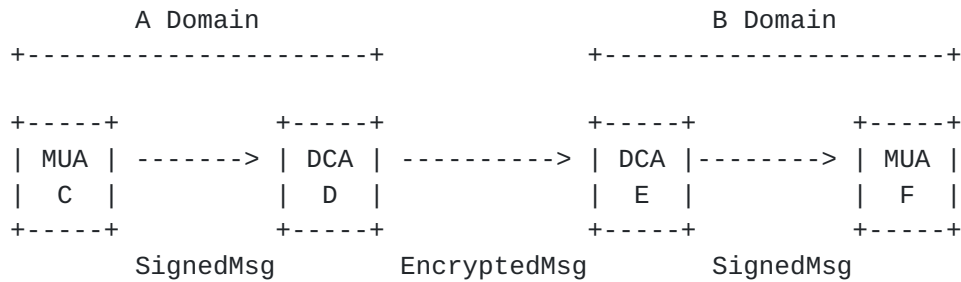 A Domain                              B Domain
+----------------------+             +----------------------+
+-----+          +-----+             +-----+          +-----+
| MUA | -------> | DCA | ----------> | DCA |--------> | MUA |
|  C  |          |  D  |             |  E  |          |  F  |
+-----+          +-----+             +-----+          +-----+
SignedMsg        EncryptedMsg        SignedMsg